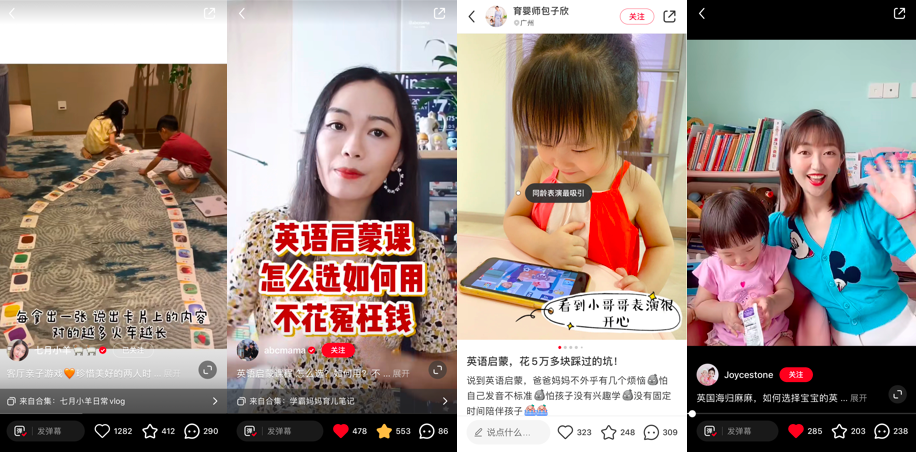 每拿出一张 说出卡片上的内容
对的越多火车越长
七月小羊
已关注
客厅亲子游戏🧡珍惜美好的两人时 ... 展开
来自合集:七月小羊日常vlog
弹
发弹幕
1282
412
290
英语启蒙课
怎么选如何用
不花冤枉钱
abcmama
关注
英语启蒙课程 怎么选?如何用?不 ... 展开
来自合集:学霸妈妈育儿笔记
弹
发弹幕
478
553
86
育婴师包子欣
广州
关注
同龄表演最吸引
看到小哥哥表演很
开心
英语启蒙,花5万多块踩过的坑!
说到英语启蒙,爸爸妈妈不外乎有几个烦恼怕
自己发音不标准怕孩子没有兴趣学没有固定
时间陪伴孩子
说点什么...
323
248
309
Joycestone
关注
英国海归麻麻,如何选择宝宝的英 ... 展开
弹
发弹幕
285
203
238